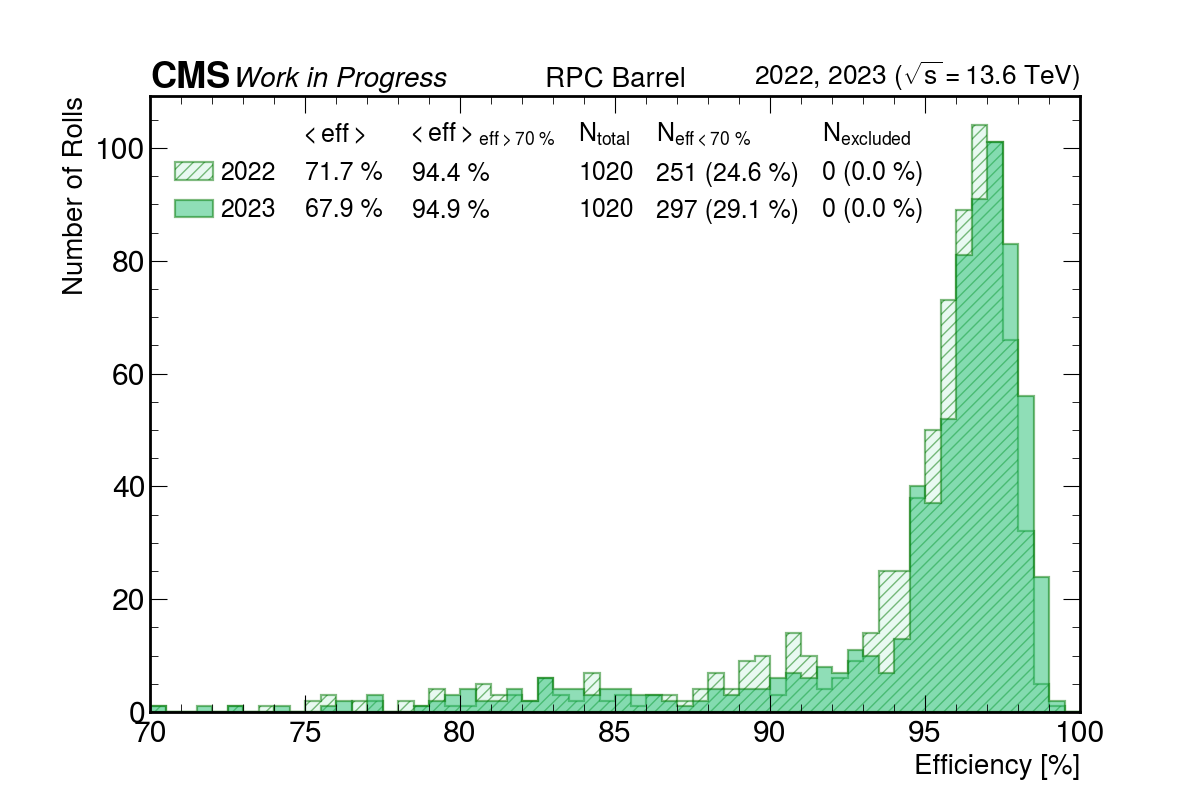 CMS Work in Progress RPC Barrel 2022, 2023 (√s = 13.6 TeV)
Number of Rolls
< eff > < eff > eff > 70 % Ntotal Neff < 70 % Nexcluded
2022 71.7 % 94.4 % 1020 251 (24.6 %) 0 (0.0 %)
2023 67.9 % 94.9 % 1020 297 (29.1 %) 0 (0.0 %)
100
80
60
40
20
0
70 75 80 85 90 95 100
Efficiency [%]